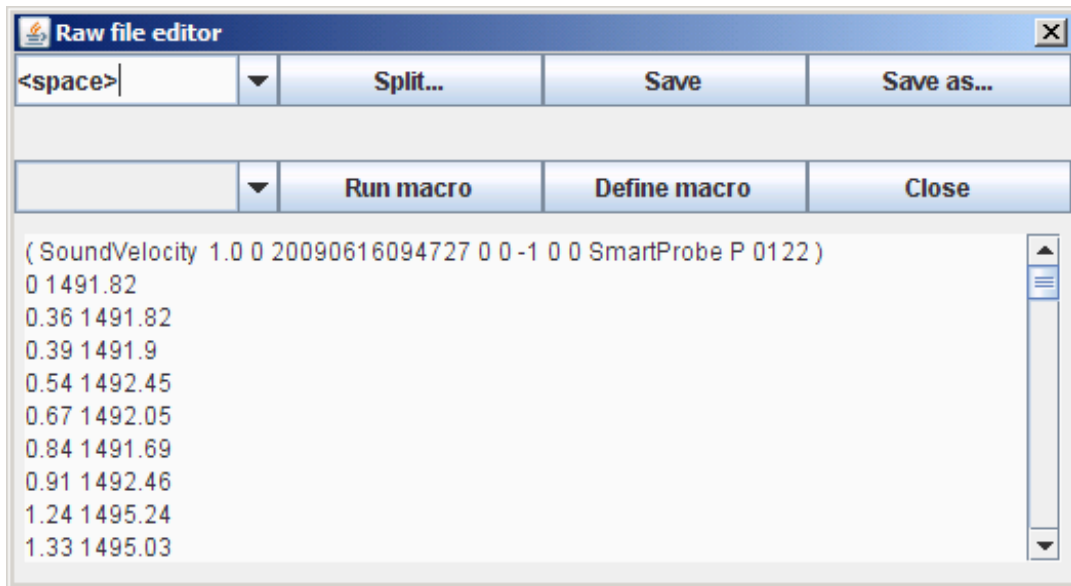 Raw file editor
<space> Split... Save Save as...
Run macro Define macro Close
( SoundVelocity 1.0 0 20090616094727 0 0 -1 0 0 SmartProbe P 0122 )
0 1491.82
0.36 1491.82
0.39 1491.9
0.54 1492.45
0.67 1492.05
0.84 1491.69
0.91 1492.46
1.24 1495.24
1.33 1495.03